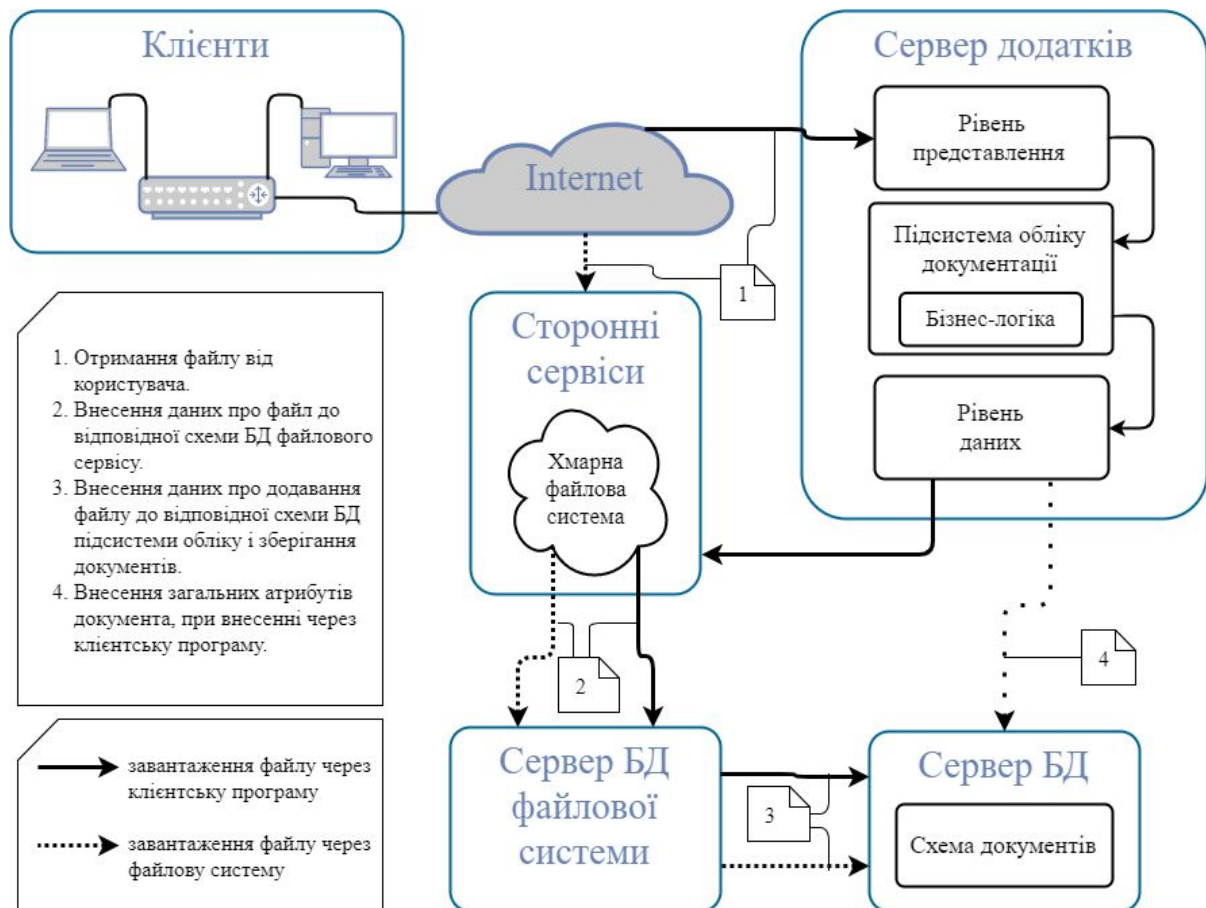 Клієнти
Internet
Сервер додатків
Рівень
представлення
Підсистема обліку
документації
Бізнес-логіка
Рівень
даних
1
Сторонні
сервіси
Хмарна
файлова
система
1. Отримання файлу від
користувача.
2. Внесення даних про файл до
відповідної схеми БД файлового
сервісу.
3. Внесення даних про додавання
файлу до відповідної схеми БД
підсистеми обліку і зберігання
документів.
4. Внесення загальних атрибутів
документа, при внесенні через
клієнтську програму.
2
4
завантаження файлу через
клієнтську програму
завантаження файлу через
файлову систему
Сервер БД
файлової
системи
3
Сервер БД
Схема документів